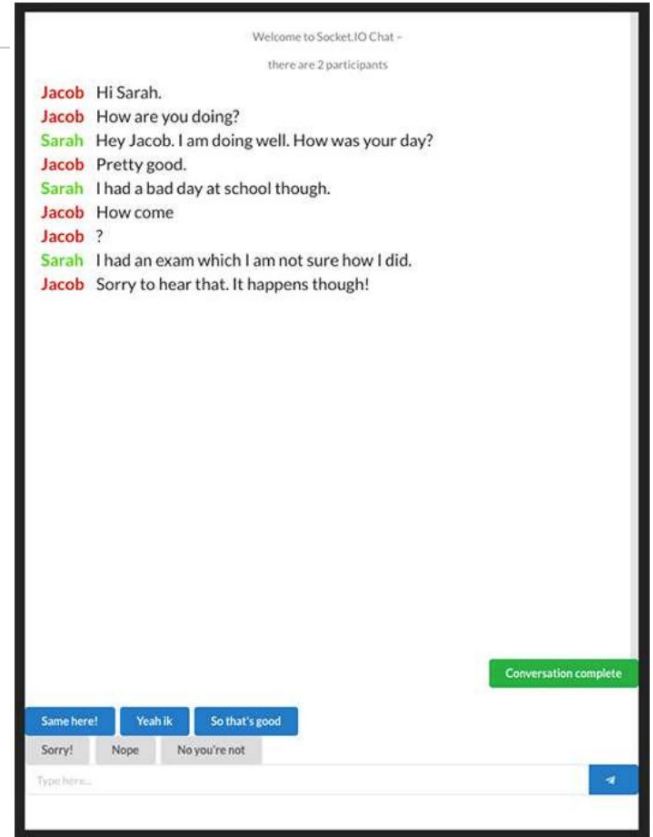 Welcome to Socket.IO Chat –
there are 2 participants
Jacob Hi Sarah.
Jacob How are you doing?
Sarah Hey Jacob. I am doing well. How was your day?
Jacob Pretty good.
Sarah I had a bad day at school though.
Jacob How come
Jacob ?
Sarah I had an exam which I am not sure how I did.
Jacob Sorry to hear that. It happens though!
Conversation complete
Same here! Yeah ik So that's good
Sorry! Nope No you're not
Type here...